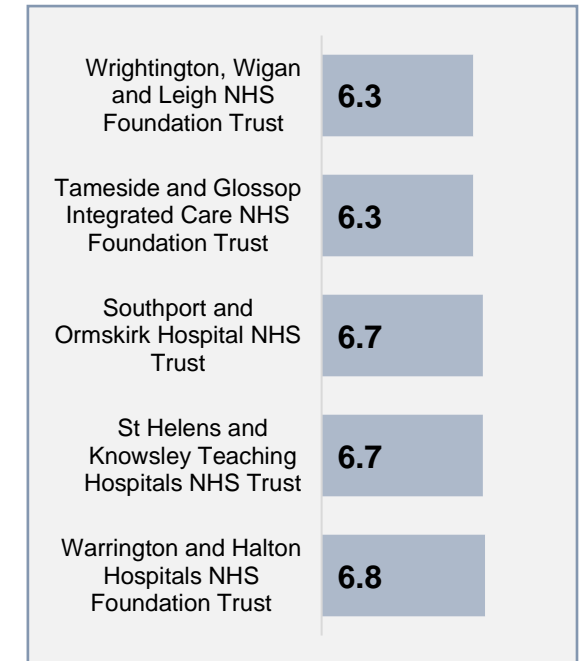 Wrightington, Wigan
and Leigh NHS
Foundation Trust
6.3
Tameside and Glossop
Integrated Care NHS
Foundation Trust
6.3
Southport and
Ormskirk Hospital NHS
Trust
6.7
St Helens and
Knowsley Teaching
Hospitals NHS Trust
6.7
Warrington and Halton
Hospitals NHS
Foundation Trust
6.8